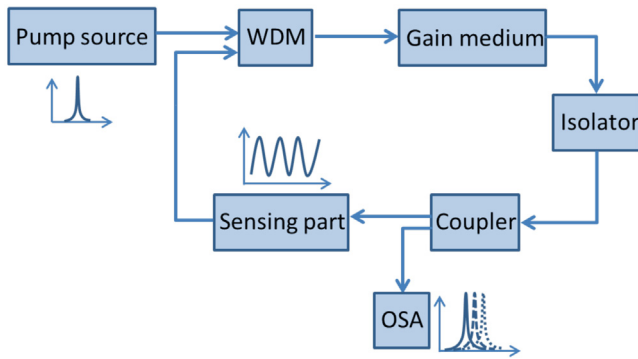 Pump source
WDM
Gain medium
Isolator
Sensing part
Coupler
OSA